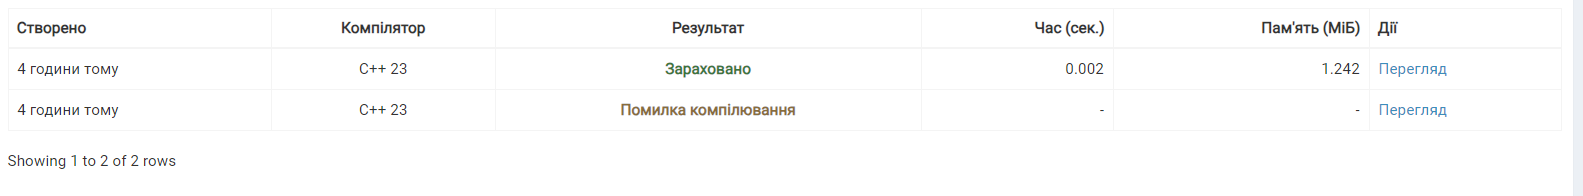 Створено Компілятор Результат Час (сек.) Пам'ять (МіБ) Дії
4 години тому C++ 23 Зараховано 0.002 1.242 Перегляд
4 години тому C++ 23 Помилка компілювання - - Перегляд
Showing 1 to 2 of 2 rows